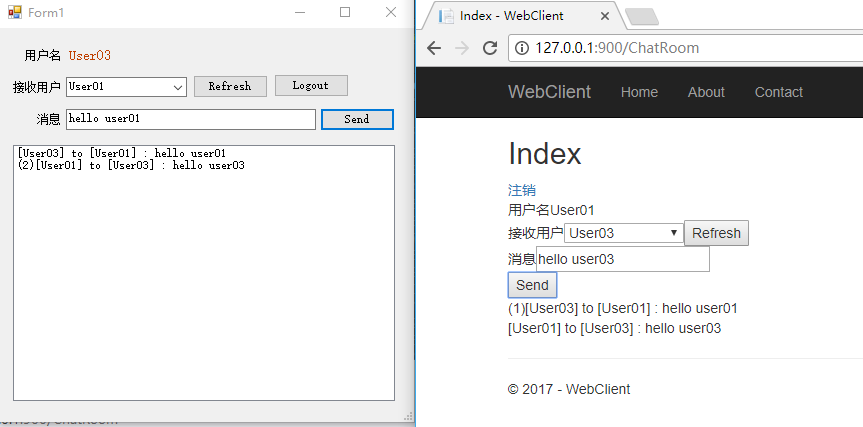 Form1
用户名 User03
接收用户 User01 Refresh Logout
消息 hello user01 Send
[User03] to [User01] : hello user01
(2)[User01] to [User03] : hello user03
Index - WebClient
127.0.0.1:900/ChatRoom
WebClient Home About Contact
Index
注销
用户名User01
接收用户 User03 Refresh
消息 hello user03
Send
(1)[User03] to [User01] : hello user01
[User01] to [User03] : hello user03
© 2017 - WebClient